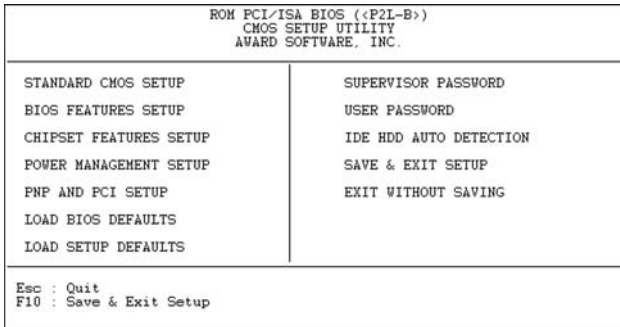 ROM PCI/ISA BIOS (<P2L-B>)
CMOS SETUP UTILITY
AWARD SOFTWARE, INC.
STANDARD CMOS SETUP
BIOS FEATURES SETUP
CHIPSET FEATURES SETUP
POWER MANAGEMENT SETUP
PNP AND PCI SETUP
LOAD BIOS DEFAULTS
LOAD SETUP DEFAULTS
SUPERVISOR PASSWORD
USER PASSWORD
IDE HDD AUTO DETECTION
SAVE & EXIT SETUP
EXIT WITHOUT SAVING
Esc : Quit
F10 : Save & Exit Setup